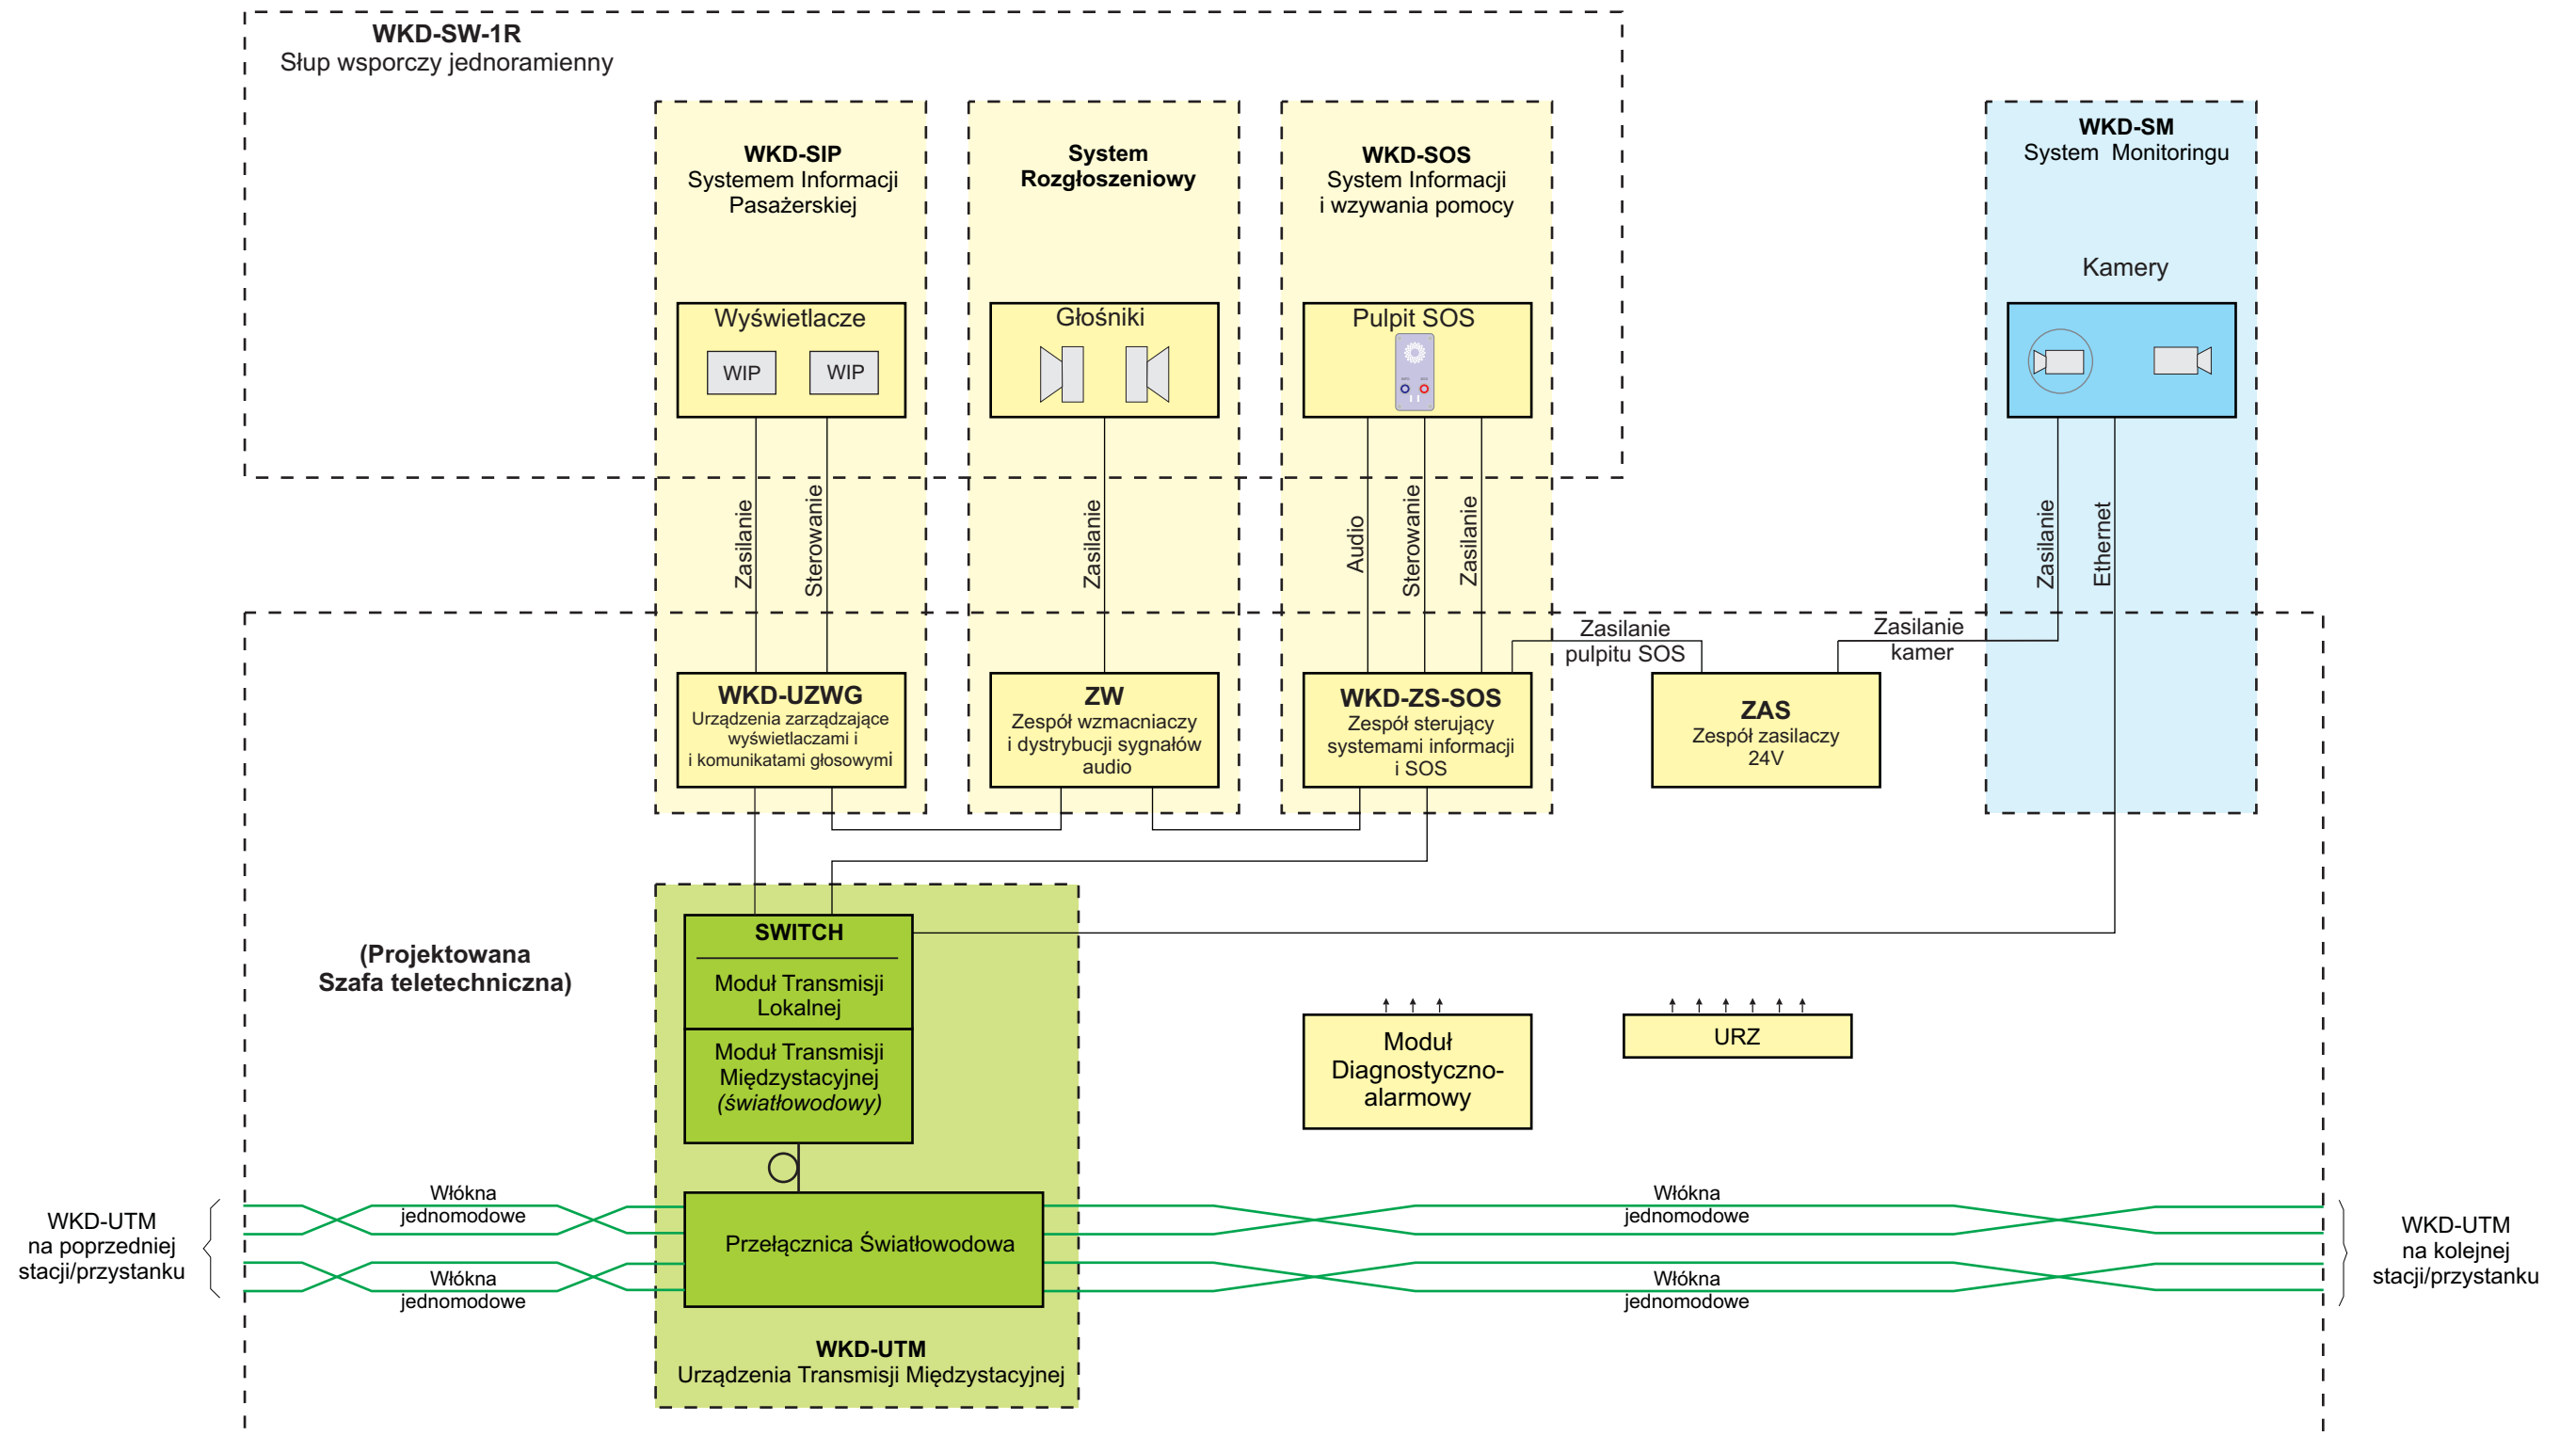 WKD-SW-1R
Słup wsporczy jednoramienny
WKD-SIP
Systemem Informacji
Pasażerskiej
System
Rozgłoszeniowy
WKD-SOS
System Informacji
i wzywania pomocy
WKD-SM
System Monitoringu
Kamery
Wyświetlacze
WIP
WIP
Głośniki
Pulpit SOS
Zasilanie
Sterowanie
Zasilanie
Audio
Sterowanie
Zasilanie
Zasilanie
Ethernet
Zasilanie
pulpitu SOS
Zasilanie
kamer
WKD-UZWG
Urządzenia zarządzające
wyświetlaczami i
i komunikatami głosowymi
ZW
Zespół wzmacniaczy
i dystrybucji sygnałów
audio
WKD-ZS-SOS
Zespół sterujący
systemami informacji
i SOS
ZAS
Zespół zasilaczy
24V
(Projektowana
Szafa teletechniczna)
SWITCH
Moduł Transmisji
Lokalnej
Moduł Transmisji
Międzystacyjnej
(światłowodowy)
Moduł
Diagnostyczno-
alarmowy
URZ
WKD-UTM
na poprzedniej
stacji/przystanku
Włókna
jednomodowe
Włókna
jednomodowe
Przełącznica Światłowodowa
Włókna
jednomodowe
Włókna
jednomodowe
WKD-UTM
na kolejnej
stacji/przystanku
WKD-UTM
Urządzenia Transmisji Międzystacyjnej